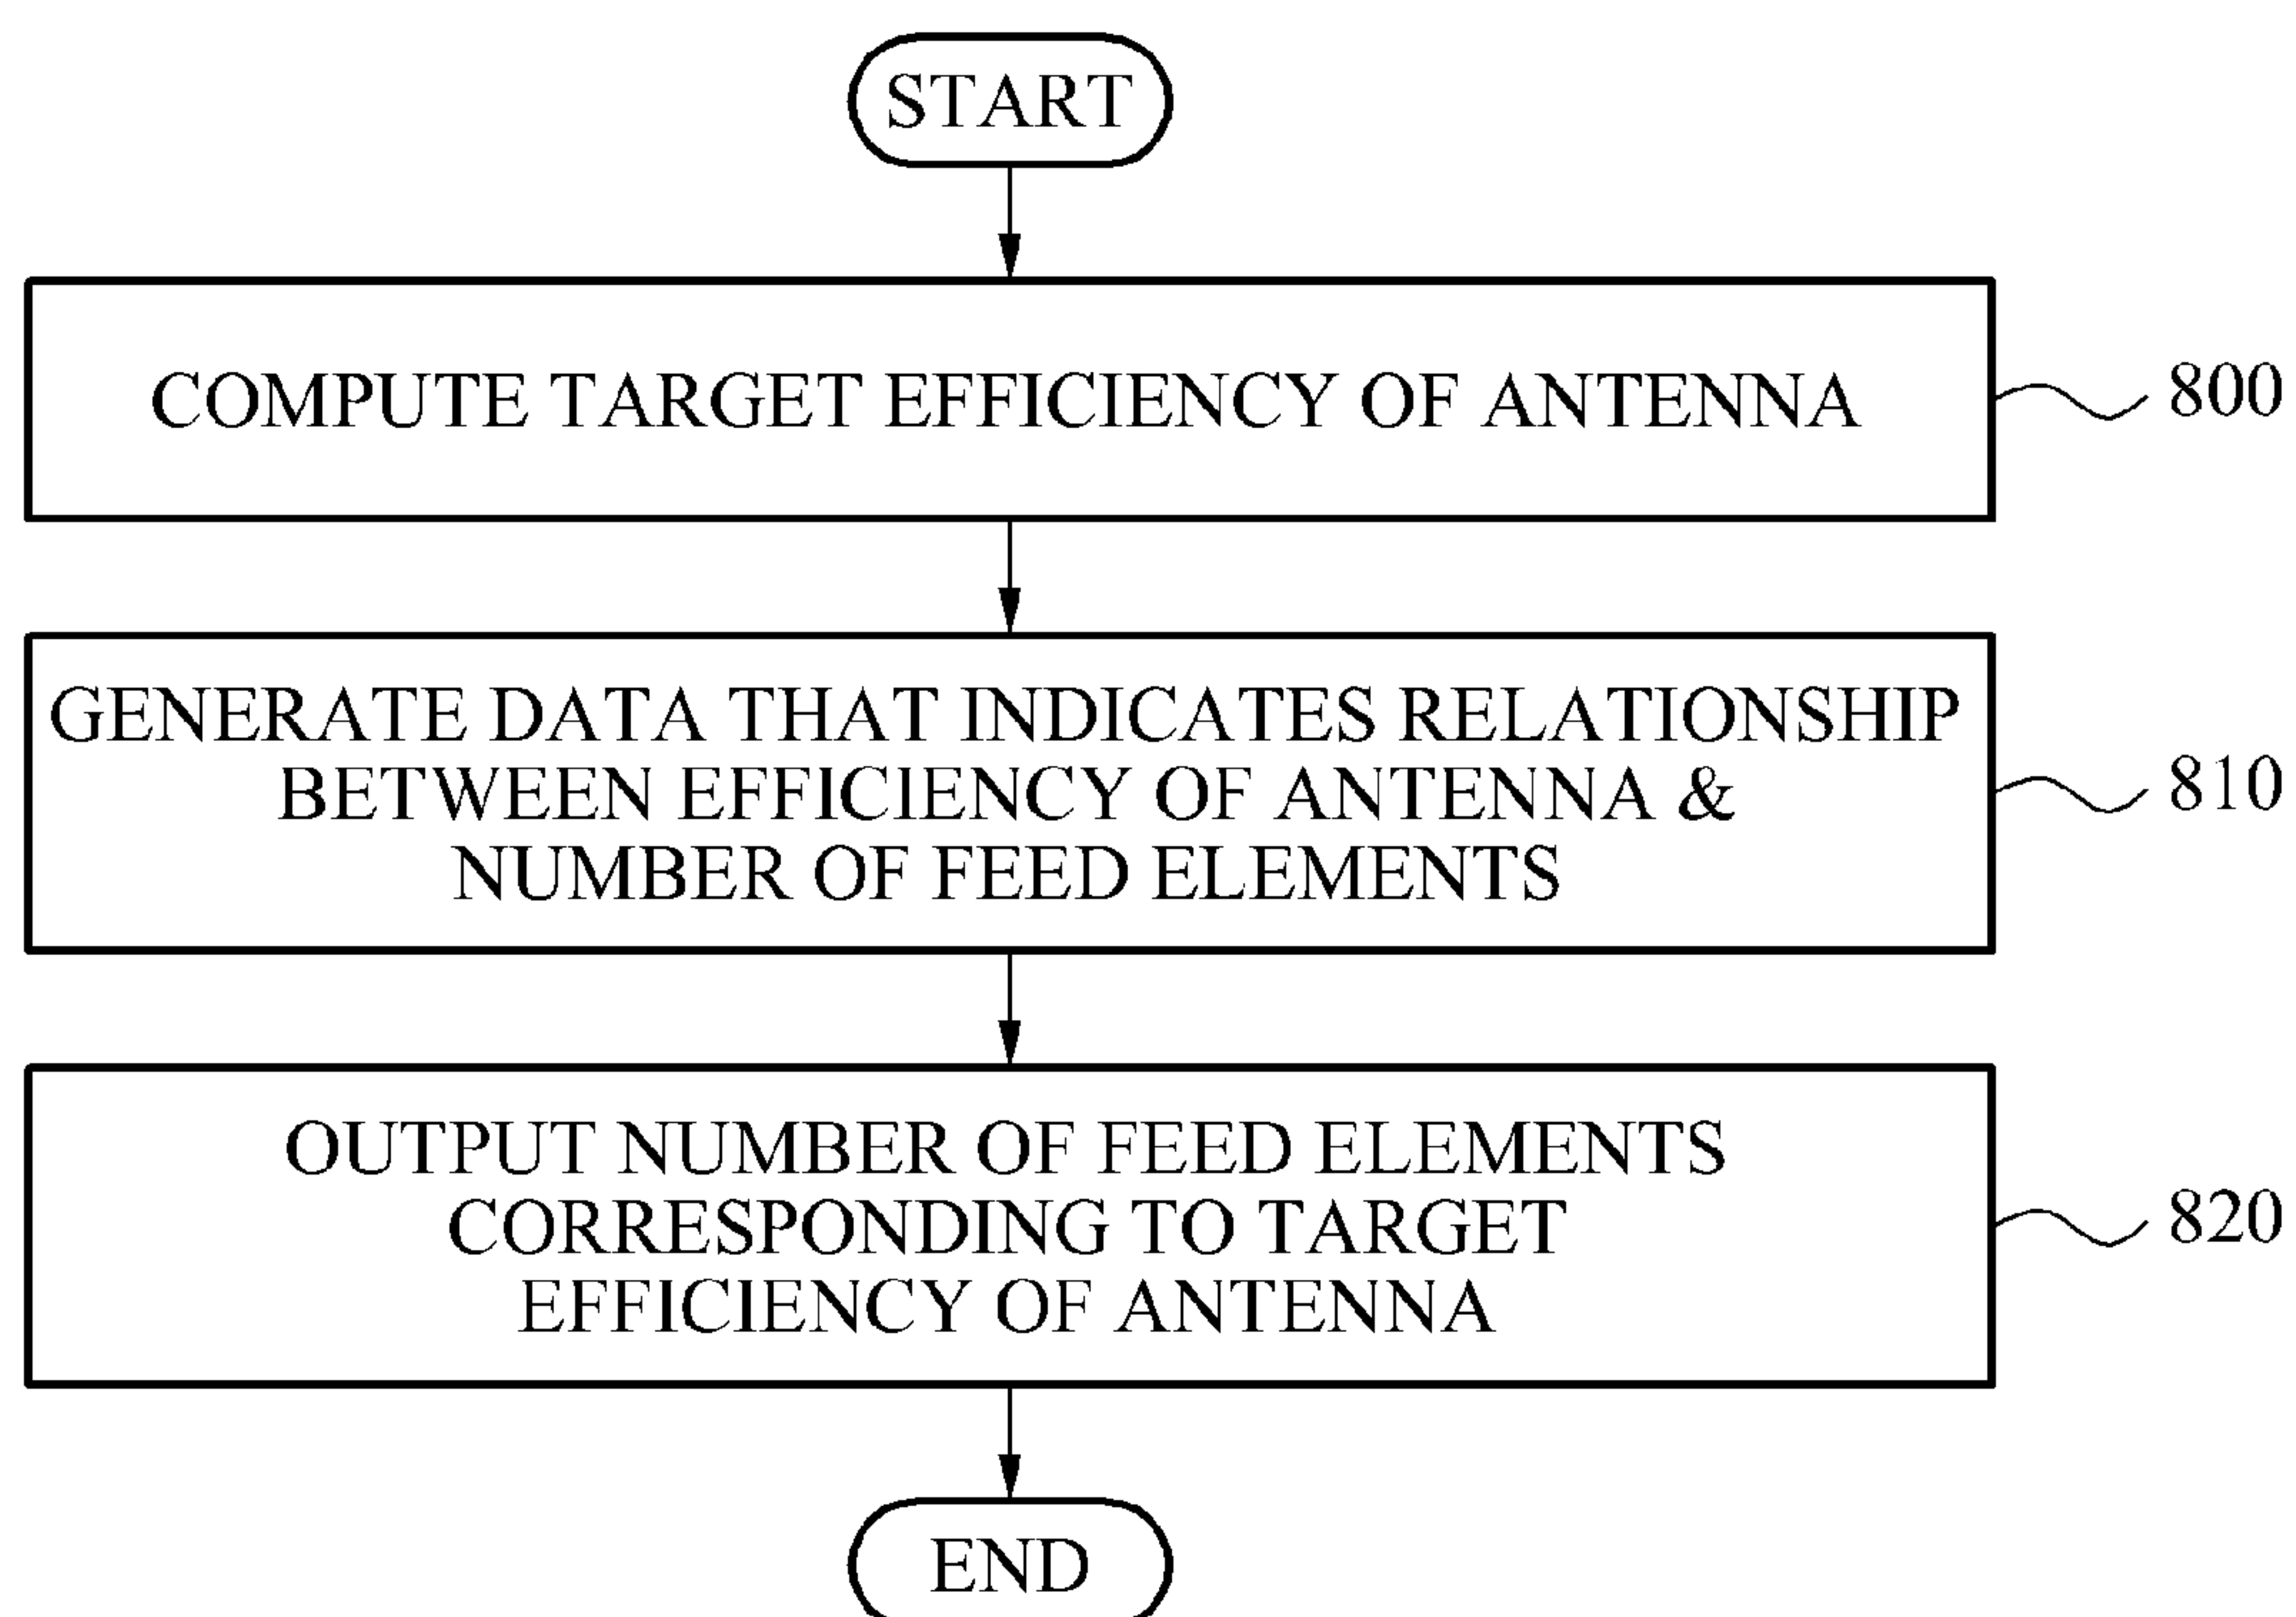 START
COMPUTE TARGET EFFICIENCY OF ANTENNA
800
GENERATE DATA THAT INDICATES RELATIONSHIP
BETWEEN EFFICIENCY OF ANTENNA &
NUMBER OF FEED ELEMENTS
810
OUTPUT NUMBER OF FEED ELEMENTS
CORRESPONDING TO TARGET
EFFICIENCY OF ANTENNA
820
END